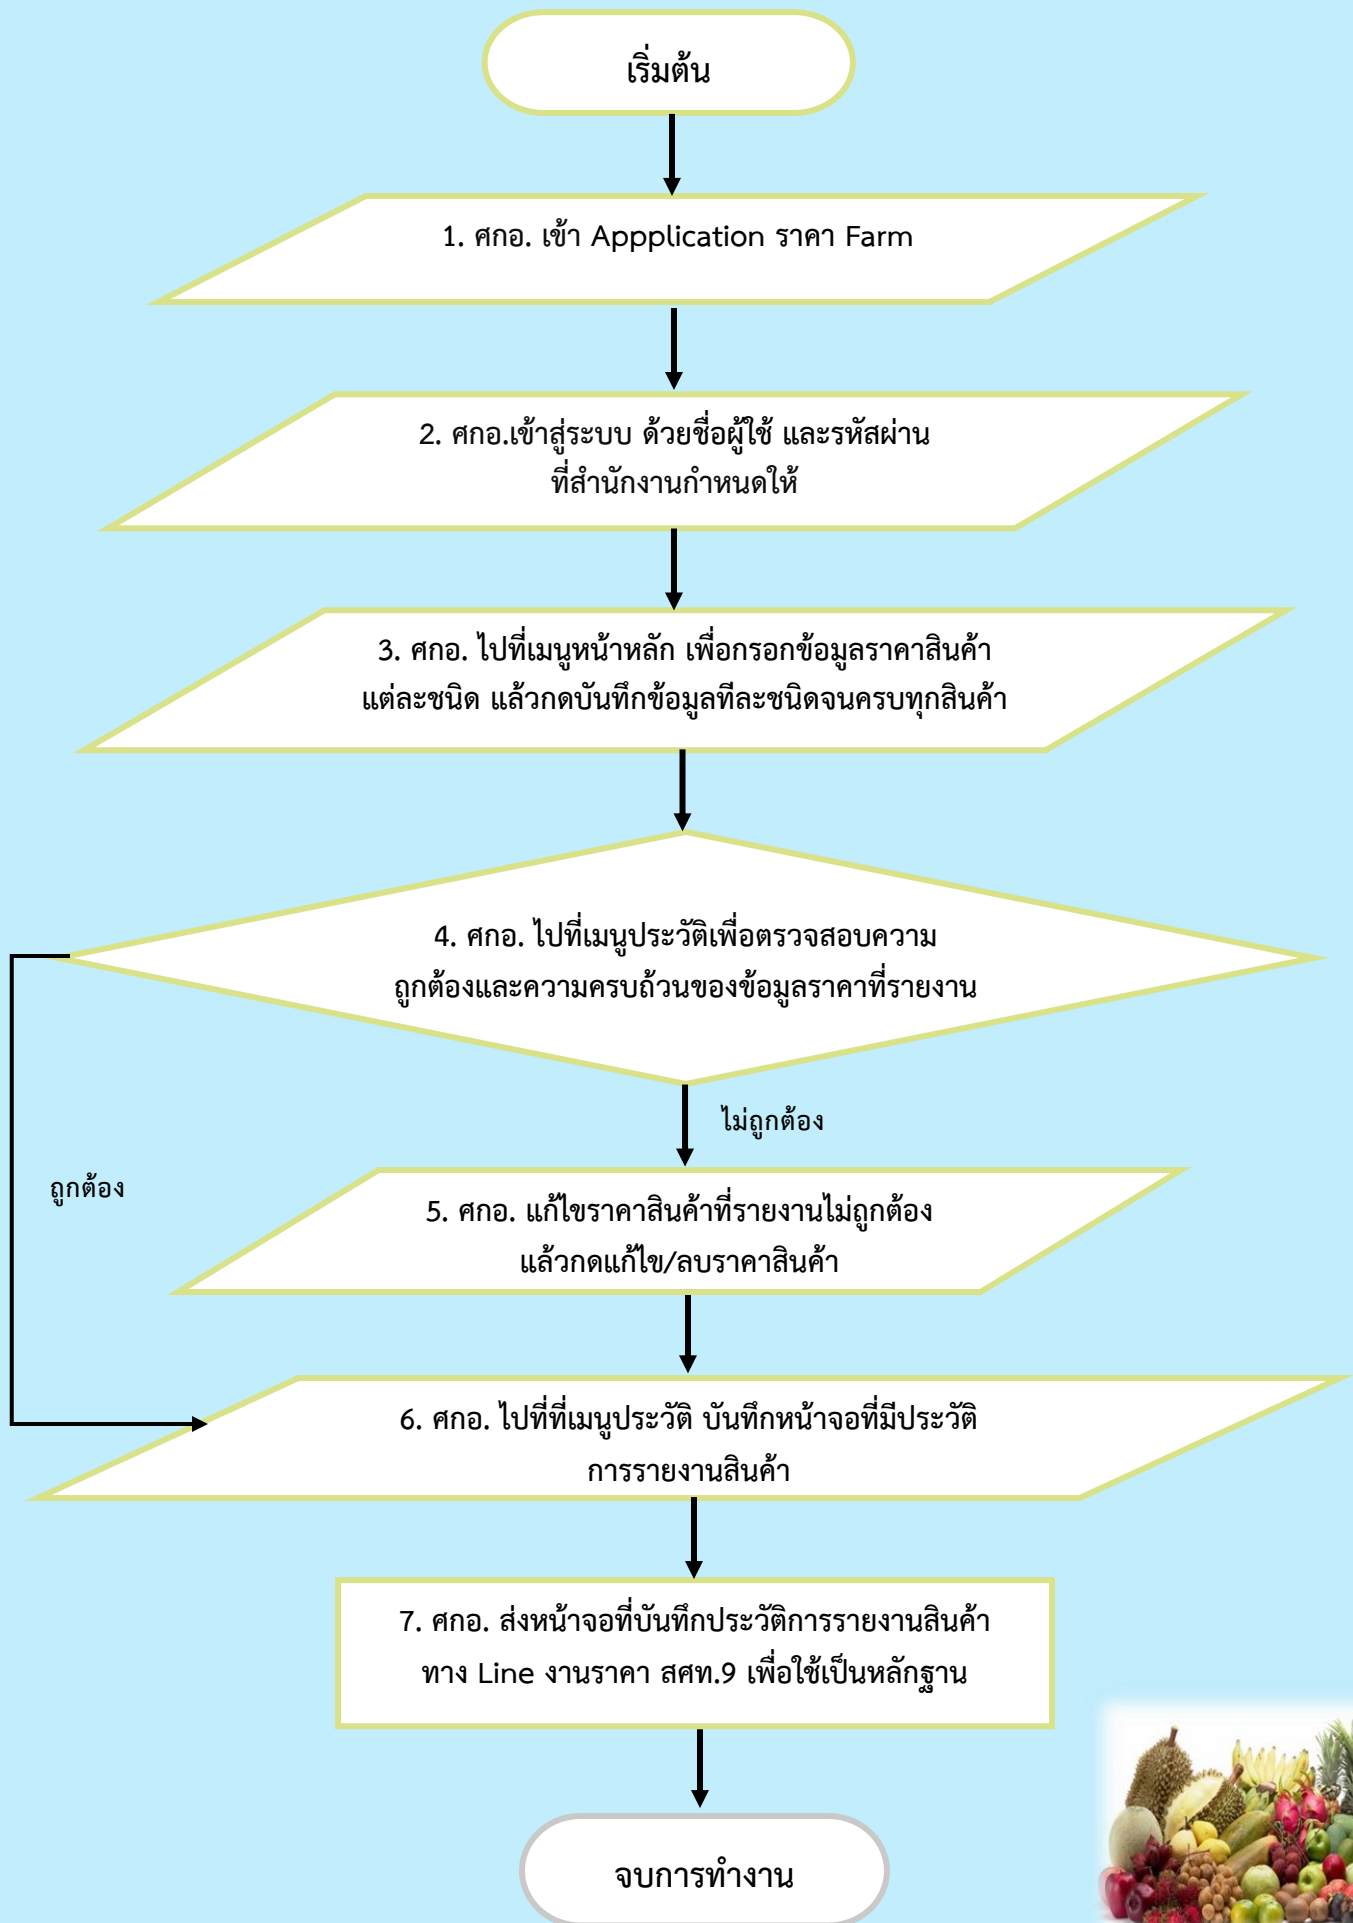 เริ่มต้น
1. ศกอ. เข้า Appplication ราคา Farm
2. ศกอ.เข้าสู่ระบบ ด้วยชื่อผู้ใช้ และรหัสผ่าน
ที่สำนักงานกำหนดให้
3. ศกอ. ไปที่เมนูหน้าหลัก เพื่อกรอกข้อมูลราคาสินค้า
แต่ละชนิด แล้วกดบันทึกข้อมูลทีละชนิดจนครบทุกสินค้า
4. ศกอ. ไปที่เมนูประวัติเพื่อตรวจสอบความ
ถูกต้องและความครบถ้วนของข้อมูลราคาที่รายงาน
ไม่ถูกต้อง
ถูกต้อง
5. ศกอ. แก้ไขราคาสินค้าที่รายงานไม่ถูกต้อง
แล้วกดแก้ไข/ลบราคาสินค้า
6. ศกอ. ไปที่ที่เมนูประวัติ บันทึกหน้าจอที่มีประวัติ
การรายงานสินค้า
7. ศกอ. ส่งหน้าจอที่บันทึกประวัติการรายงานสินค้า
ทาง Line งานราคา สศท.9 เพื่อใช้เป็นหลักฐาน
จบการทำงาน